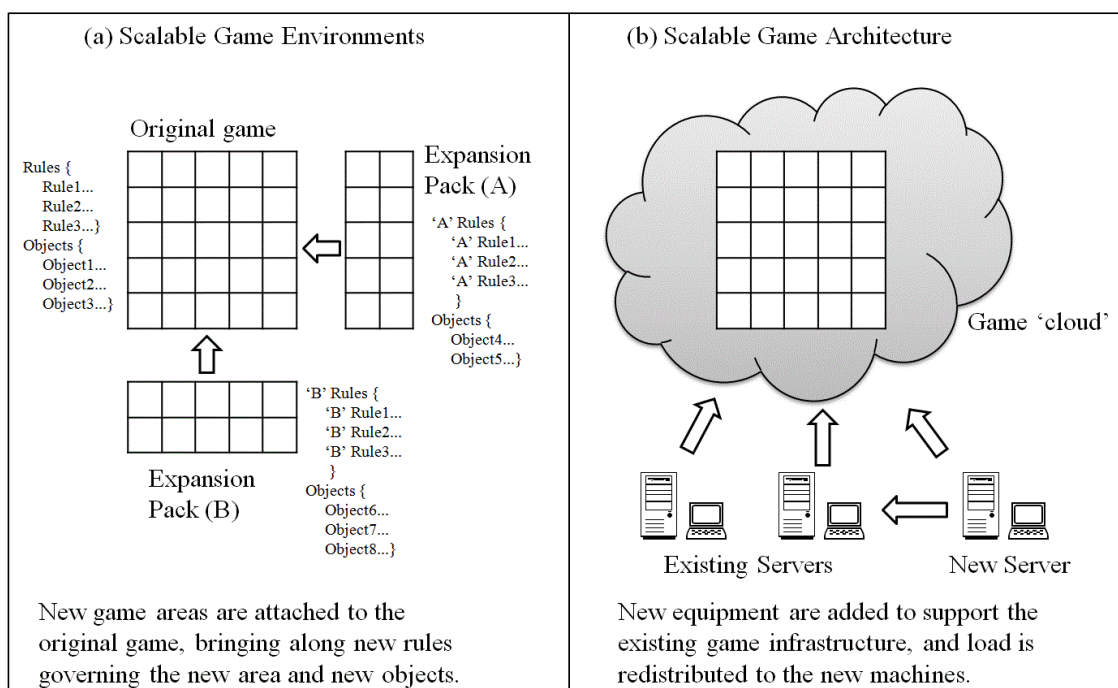 (a) Scalable Game Environments
Original game
Rules {
Rule1...
Rule2...
Rule3...}
Objects {
Object1...
Object2...
Object3...}
Expansion
Pack (A)
‘A’ Rules {
‘A’ Rule1...
‘A’ Rule2...
‘A’ Rule3...
}
Objects {
Object4...
Object5...}
‘B’ Rules {
‘B’ Rule1...
‘B’ Rule2...
‘B’ Rule3...
}
Objects {
Object6...
Object7...
Object8...}
Expansion
Pack (B)
New game areas are attached to the
original game, bringing along new rules
governing the new area and new objects.
(b) Scalable Game Architecture
Game ‘cloud’
Existing Servers
New Server
New equipment are added to support the
existing game infrastructure, and load is
redistributed to the new machines.